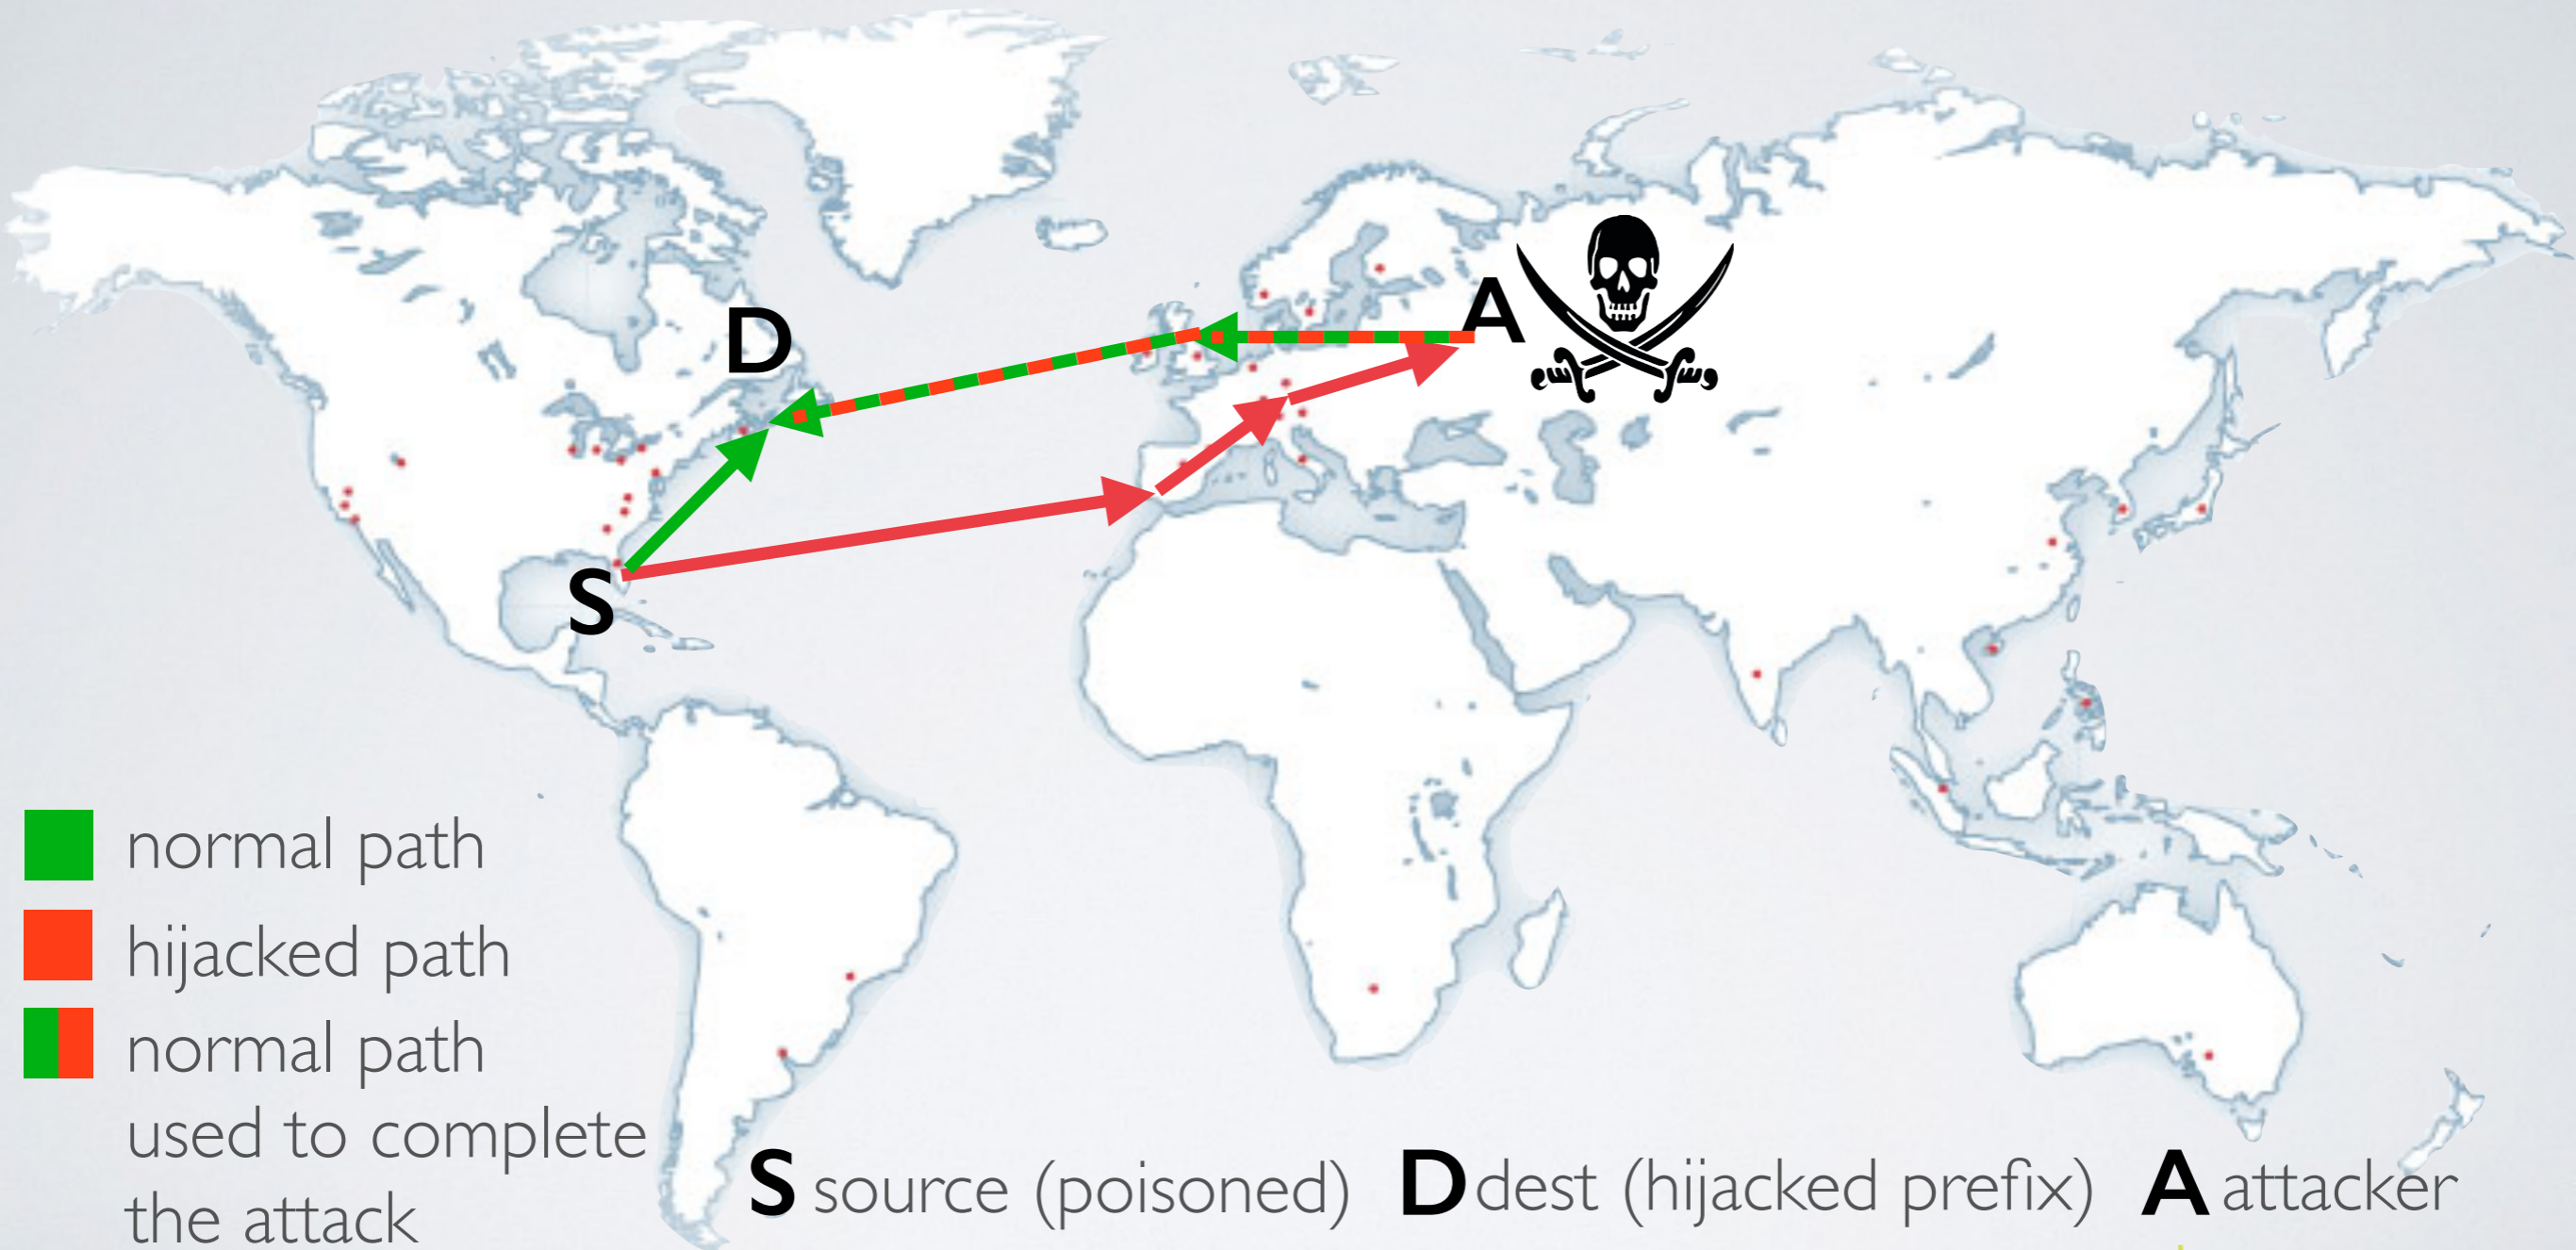 D
A
S
normal path
hijacked path
normal path
used to complete
the attack
S source (poisoned) D dest (hijacked prefix) A attacker